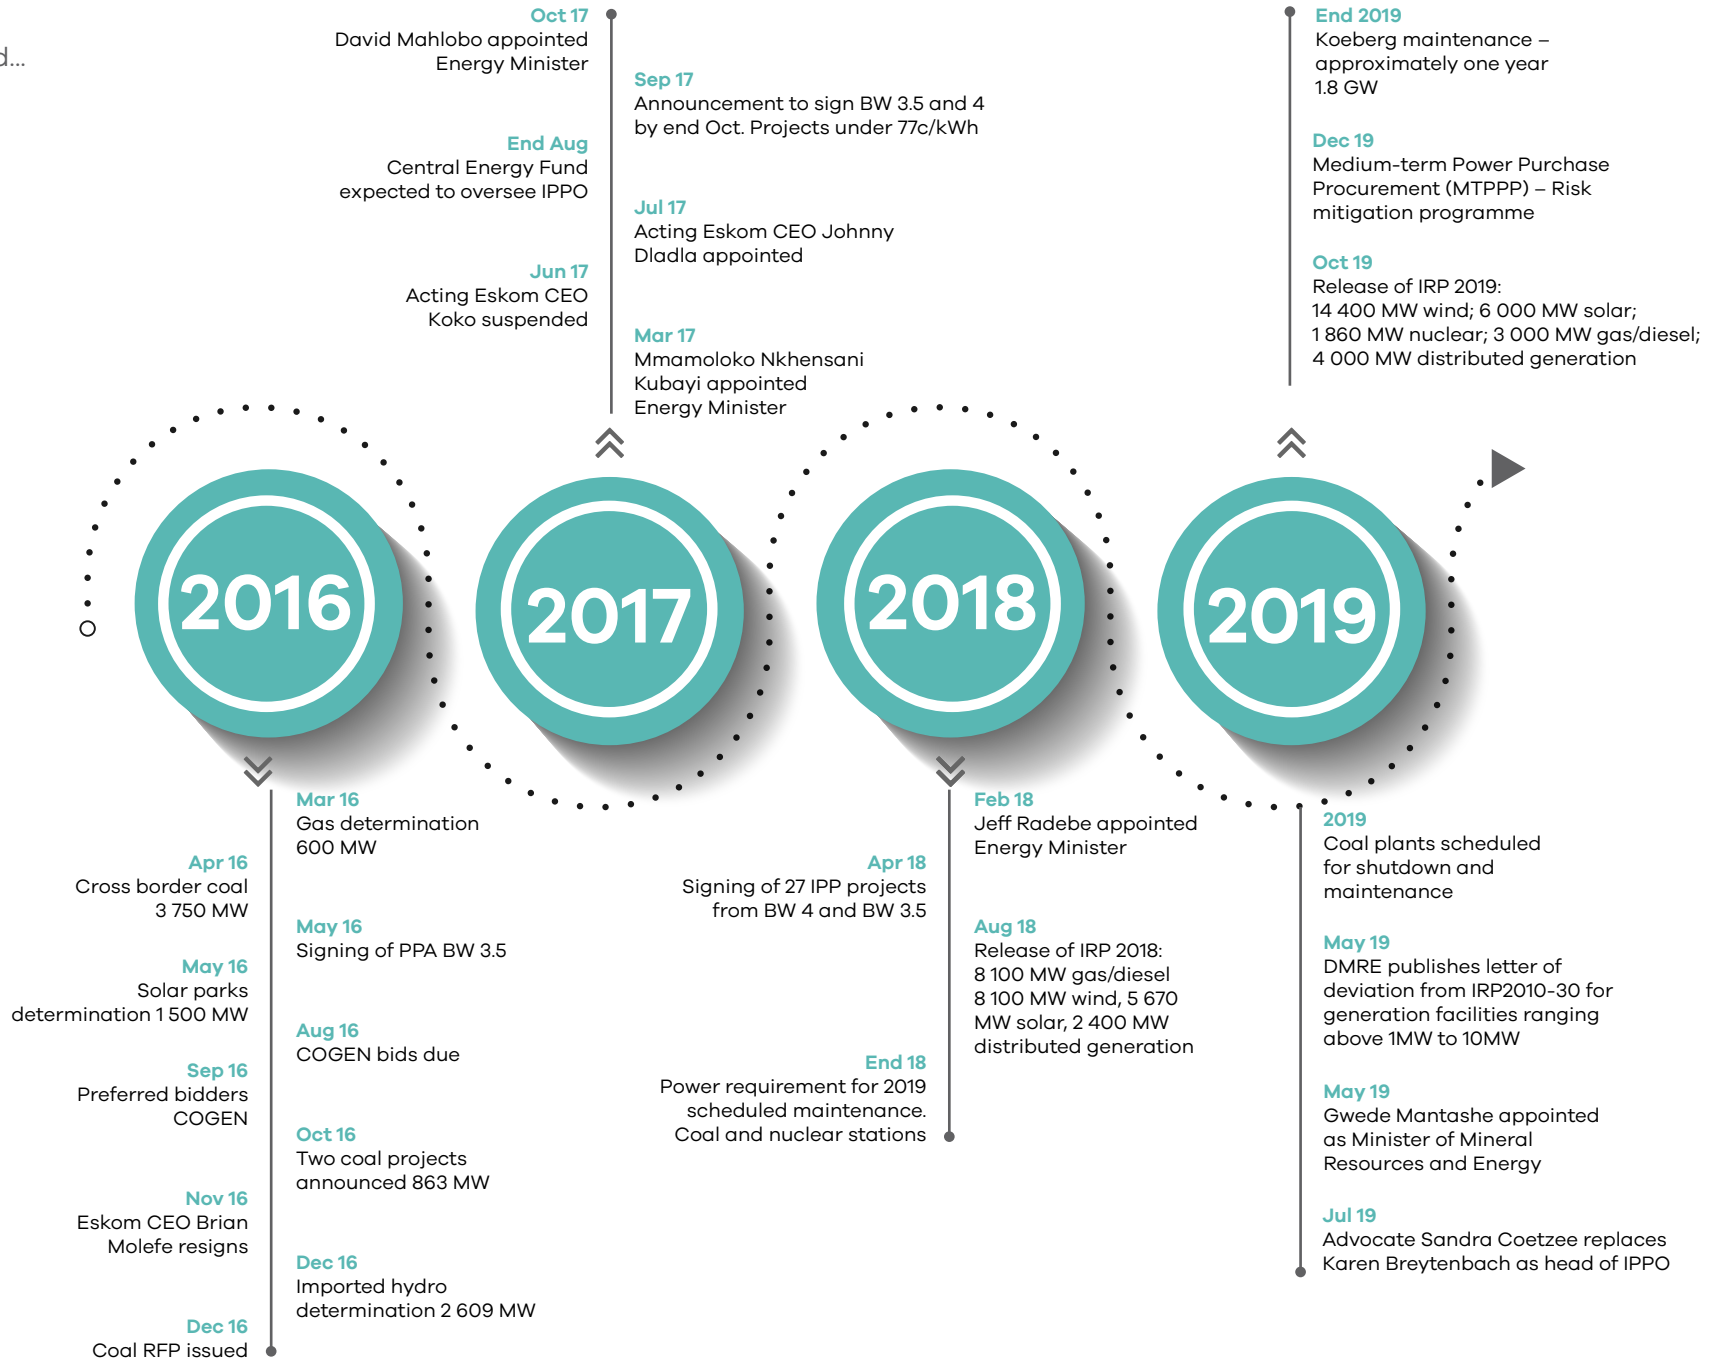 d...
Oct 17
David Mahlobo appointed
Energy Minister
Sep 17
Announcement to sign BW 3.5 and 4
by end Oct. Projects under 77c/kWh
End Aug
Central Energy Fund
expected to oversee IPPO
Jul 17
Acting Eskom CEO Johnny
Dladla appointed
Jun 17
Acting Eskom CEO
Koko suspended
Mar 17
Mmamoloko Nkhensani
Kubayi appointed
Energy Minister
End 2019
Koeberg maintenance –
approximately one year
1.8 GW
Dec 19
Medium-term Power Purchase
Procurement (MTPPP) – Risk
mitigation programme
Oct 19
Release of IRP 2019:
14 400 MW wind; 6 000 MW solar;
1 860 MW nuclear; 3 000 MW gas/diesel;
4 000 MW distributed generation
2016
2017
2018
2019
Mar 16
Gas determination
600 MW
Apr 16
Cross border coal
3 750 MW
May 16
Signing of PPA BW 3.5
May 16
Solar parks
determination 1 500 MW
Aug 16
COGEN bids due
Sep 16
Preferred bidders
COGEN
Oct 16
Two coal projects
announced 863 MW
Nov 16
Eskom CEO Brian
Molefe resigns
Dec 16
Imported hydro
determination 2 609 MW
Dec 16
Coal RFP issued
Feb 18
Jeff Radebe appointed
Energy Minister
Apr 18
Signing of 27 IPP projects
from BW 4 and BW 3.5
Aug 18
Release of IRP 2018:
8 100 MW gas/diesel
8 100 MW wind, 5 670
MW solar, 2 400 MW
distributed generation
End 18
Power requirement for 2019
scheduled maintenance.
Coal and nuclear stations
2019
Coal plants scheduled
for shutdown and
maintenance
May 19
DMRE publishes letter of
deviation from IRP2010-30 for
generation facilities ranging
above 1MW to 10MW
May 19
Gwede Mantashe appointed
as Minister of Mineral
Resources and Energy
Jul 19
Advocate Sandra Coetzee replaces
Karen Breytenbach as head of IPPO